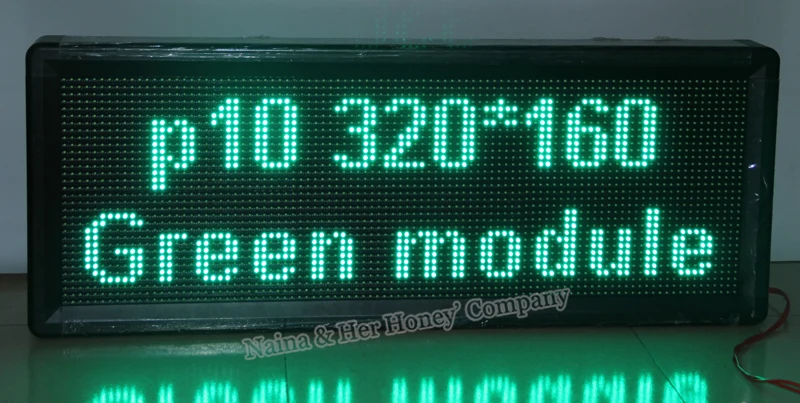 p10 320*160
Green module
Naina & Her Honey' Company